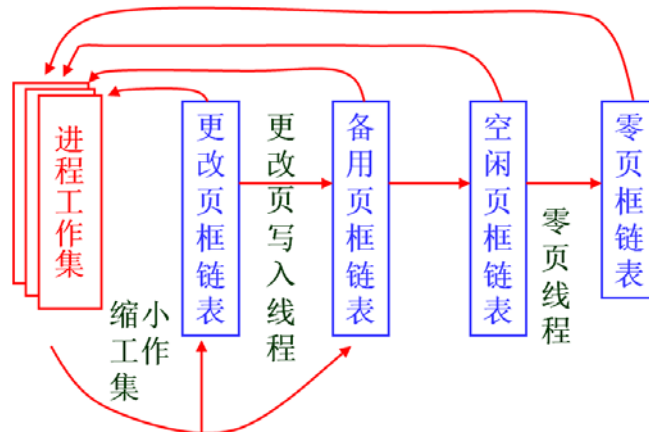 进程工作集
更改页框链表
更改页写入线程
备用页框链表
空闲页框链表
零页线程
零页框链表
缩小
工作
集